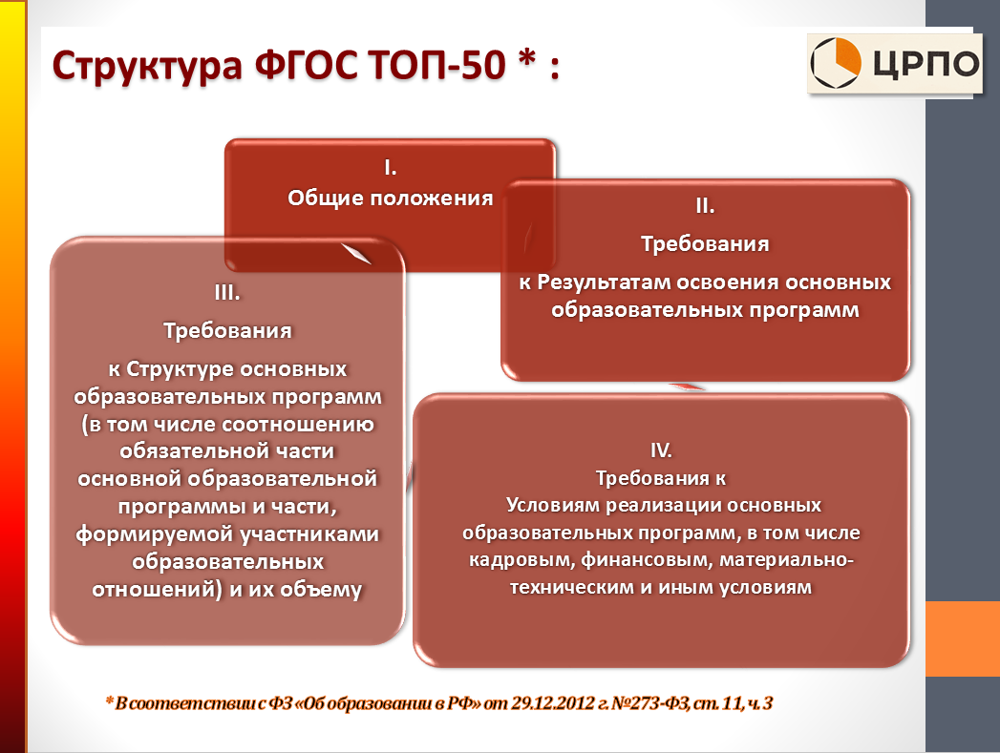 Структура ФГОС ТОП-50 * :
ЦРПО
I.
Общие положения
II.
Требования
к Результатам освоения основных
образовательных программ
III.
Требования
к Структуре основных
образовательных программ
(в том числе соотношению
обязательной части
основной образовательной
программы и части,
формируемой участниками
образовательных
отношений) и их объему
IV.
Требования к
Условиям реализации основных
образовательных программ, в том числе
кадровым, финансовым, материально-
техническим и иным условиям
* В соответствии с ФЗ «Об образовании в РФ» от 29.12.2012 г. №273-ФЗ, ст. 11, ч. 3